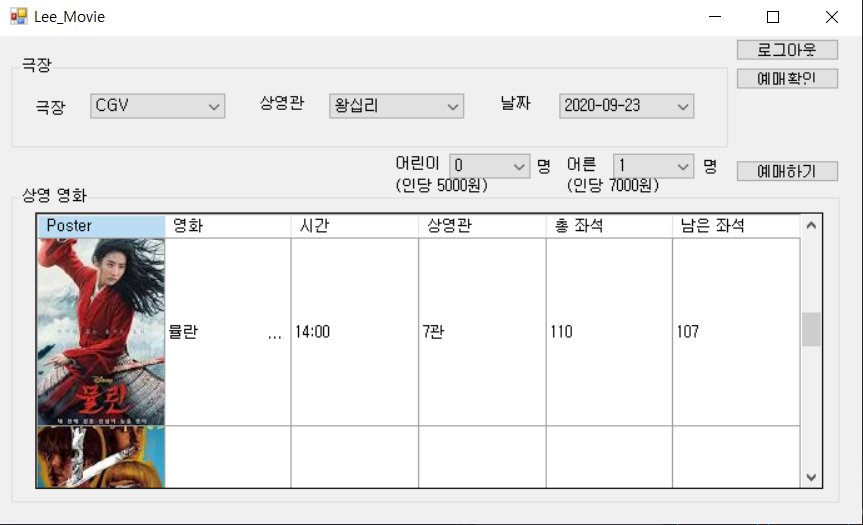 Lee_Movie
로그아웃
예매확인
극장
극장 CGV 상영관 왕십리 날짜 2020-09-23
어린이 0 명 어른 1 명 예매하기
(인당 5000원) (인당 7000원)
상영 영화
Poster 영화 시간 상영관 총 좌석 남은 좌석
뮬란 ... 14:00 7관 110 107
Disney
뮬란